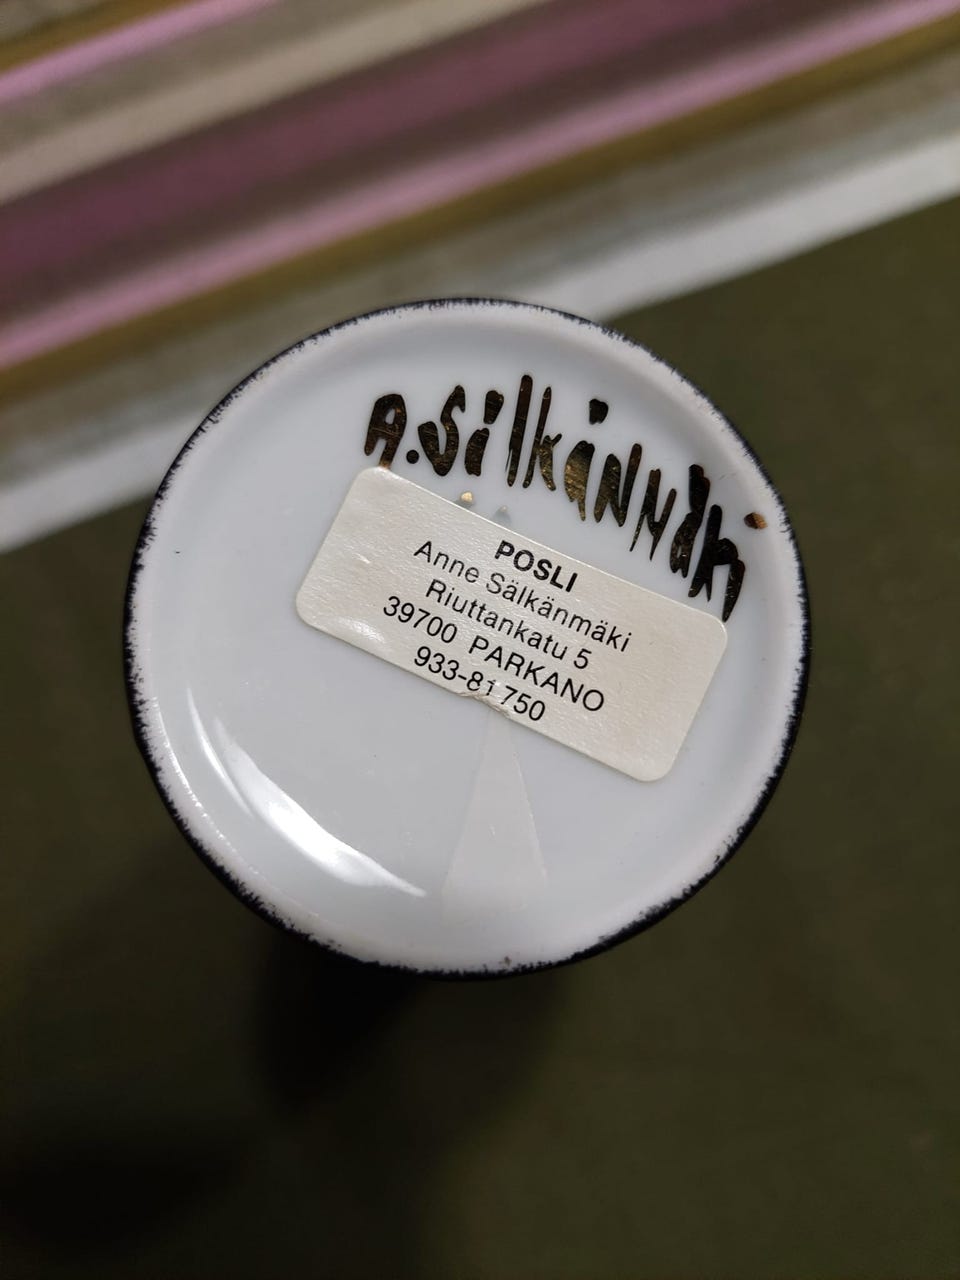 A.Sälkänmäki
POSLI
Anne Sälkänmäki
Riuttankatu 5
39700 PARKANO
933-81 750